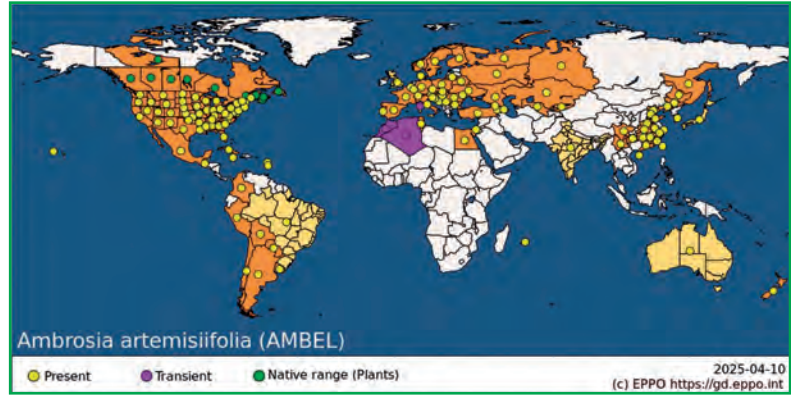 Ambrosia artemisiifolia (AMBEL)
Present Transient Native range (Plants)
2025-04-10
(c) EPPO https://gd.eppo.int